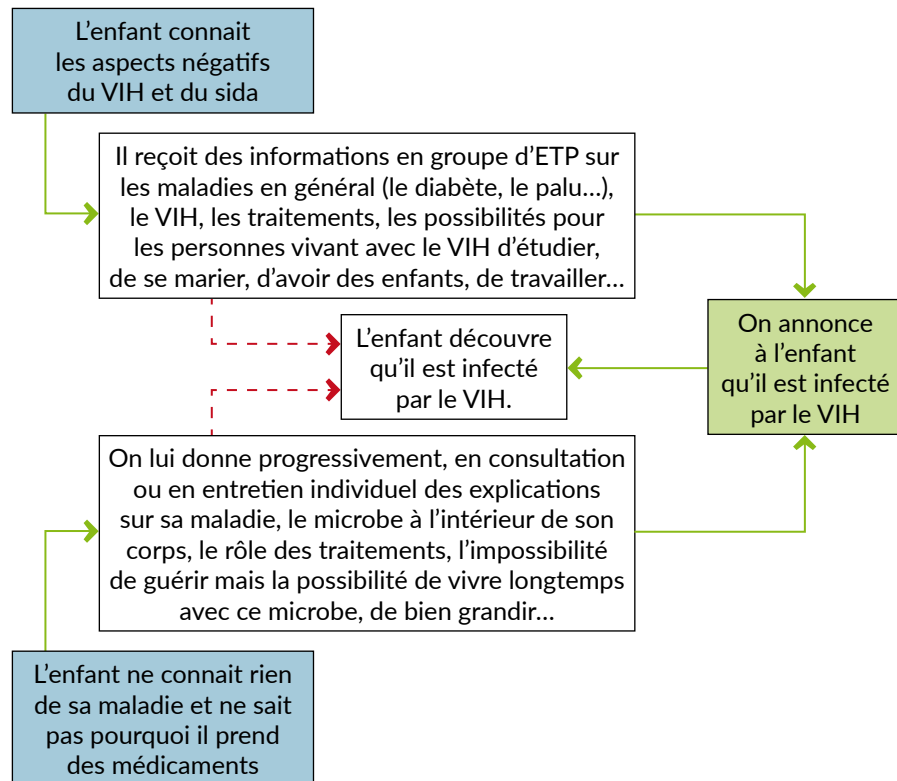 L'enfant connait
les aspects négatifs
du VIH et du sida
Il reçoit des informations en groupe d'ETP sur
les maladies en général (le diabète, le palu...),
le VIH, les traitements, les possibilités pour
les personnes vivant avec le VIH d'étudier,
de se marier, d'avoir des enfants, de travailler...
L'enfant découvre
qu'il est infecté
par le VIH.
On annonce
à l'enfant
qu'il est infecté
par le VIH
On lui donne progressivement, en consultation
ou en entretien individuel des explications
sur sa maladie, le microbe à l'intérieur de son
corps, le rôle des traitements, l'impossibilité
de guérir mais la possibilité de vivre longtemps
avec ce microbe, de bien grandir...
L'enfant ne connait rien
de sa maladie et ne sait
pas pourquoi il prend
des médicaments